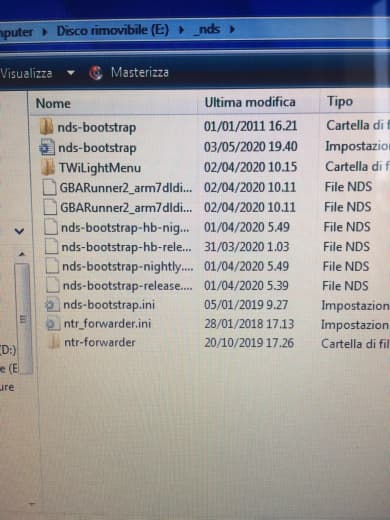 mputer ▸ Disco rimovibile (E:) ▸ _nds ▸
Visualizza ▼ Masterizza
Nome Ultima modifica Tipo
nds-bootstrap 01/01/2011 16.21 Cartella di
nds-bootstrap 03/05/2020 19.40 Impostazion
TWiLightMenu 02/04/2020 10.15 Cartella di f
GBARunner2_arm7dldi... 02/04/2020 10.11 File NDS
GBARunner2_arm7dldi... 02/04/2020 10.11 File NDS
nds-bootstrap-hb-nig... 01/04/2020 5.49 File NDS
nds-bootstrap-hb-rele... 31/03/2020 1.03 File NDS
nds-bootstrap-nightly.... 01/04/2020 5.49 File NDS
nds-bootstrap-release.... 01/04/2020 5.39 File NDS
nds-bootstrap.ini 05/01/2019 9.27 Impostazion
ntr_forwarder.ini 28/01/2018 17.13 Impostazion
ntr-forwarder 20/10/2019 17.26 Cartella di fil
(D:)
e (E
ure